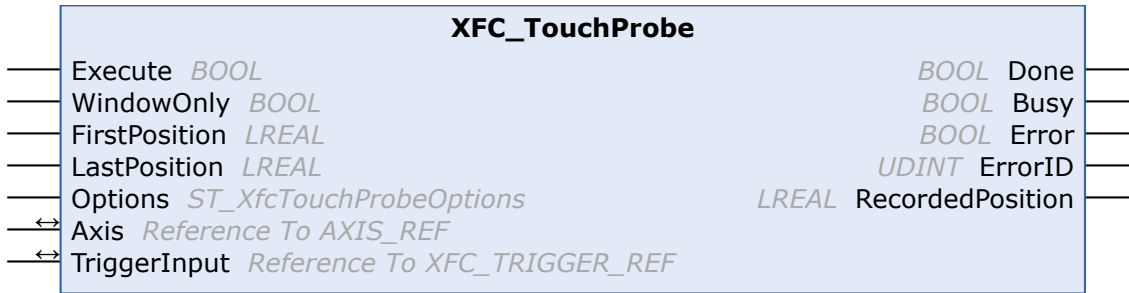 XFC_TouchProbe
Execute BOOL BOOL Done
WindowOnly BOOL BOOL Busy
FirstPosition LREAL BOOL Error
LastPosition LREAL UDINT ErrorID
Options ST_XfcTouchProbeOptions LREAL RecordedPosition
↔ Axis Reference To AXIS_REF
↔ TriggerInput Reference To XFC_TRIGGER_REF